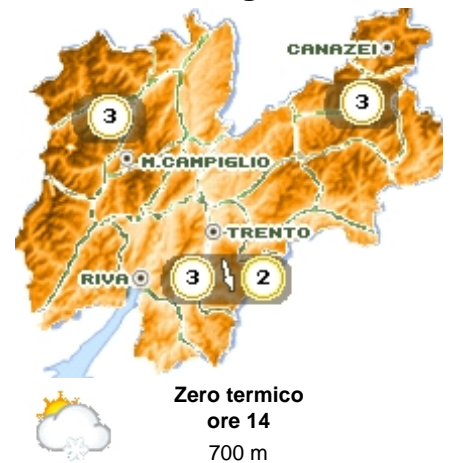 CANAZEI
3
3
M.CAMPIGLIO
TRENTO
RIVA
3 2
Zero termico
ore 14
700 m